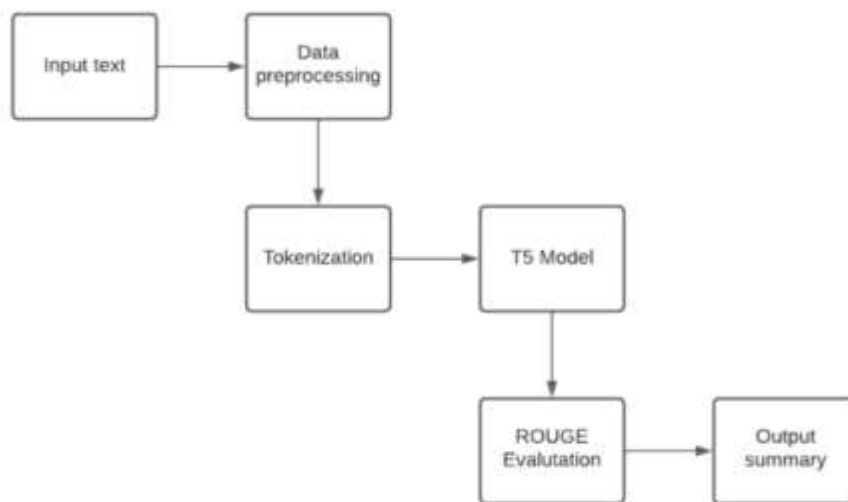 Input text
Data
preprocessing
Tokenization
T5 Model
ROUGE
Evalutation
Output
summary